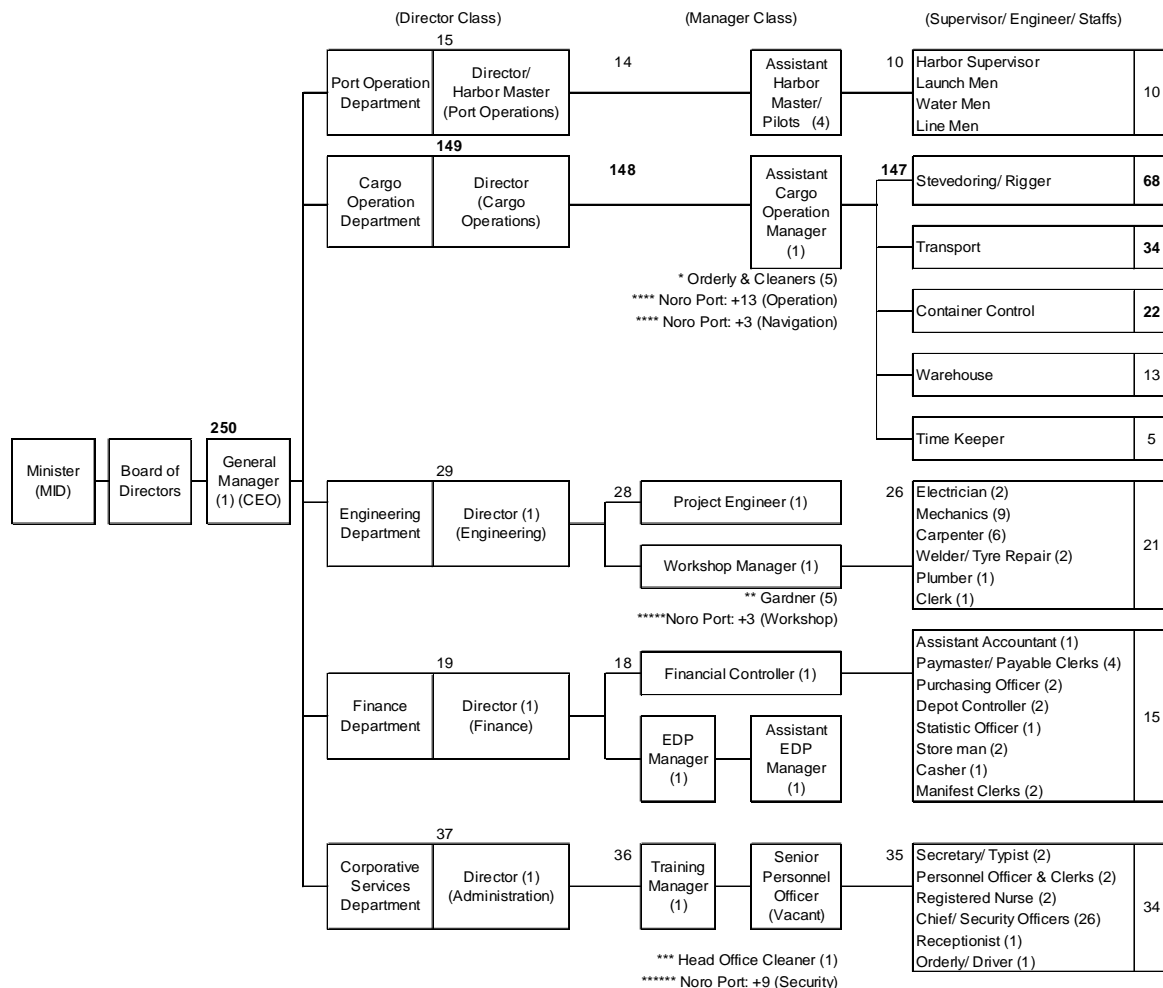 (Director Class)
(Manager Class)
(Supervisor/ Engineer/ Staffs)
15
Port Operation
Department
Director/
Harbor Master
(Port Operations)
14
Assistant
Harbor
Master/
Pilots (4)
10
Harbor Supervisor
Launch Men
Water Men
Line Men
10
149
Cargo
Operation
Department
Director
(Cargo
Operations)
148
Assistant
Cargo
Operation
Manager
(1)
147
Stevedoring/ Rigger
68
Transport
34
Container Control
22
Warehouse
13
Time Keeper
5
* Orderly & Cleaners (5)
**** Noro Port: +13 (Operation)
**** Noro Port: +3 (Navigation)
Minister
(MID)
Board of
Directors
250
General
Manager
(1) (CEO)
29
Engineering
Department
Director (1)
(Engineering)
28
Project Engineer (1)
Workshop Manager (1)
** Gardner (5)
*****Noro Port: +3 (Workshop)
26
Electrician (2)
Mechanics (9)
Carpenter (6)
Welder/ Tyre Repair (2)
Plumber (1)
Clerk (1)
21
19
Finance
Department
Director (1)
(Finance)
18
Financial Controller (1)
EDP
Manager
(1)
Assistant
EDP
Manager
(1)
Assistant Accountant (1)
Paymaster/ Payable Clerks (4)
Purchasing Officer (2)
Depot Controller (2)
Statistic Officer (1)
Store man (2)
Casher (1)
Manifest Clerks (2)
15
37
Corporative
Services
Department
Director (1)
(Administration)
36
Training
Manager
(1)
Senior
Personnel
Officer
(Vacant)
35
Secretary/ Typist (2)
Personnel Officer & Clerks (2)
Registered Nurse (2)
Chief/ Security Officers (26)
Receptionist (1)
Orderly/ Driver (1)
34
*** Head Office Cleaner (1)
****** Noro Port: +9 (Security)